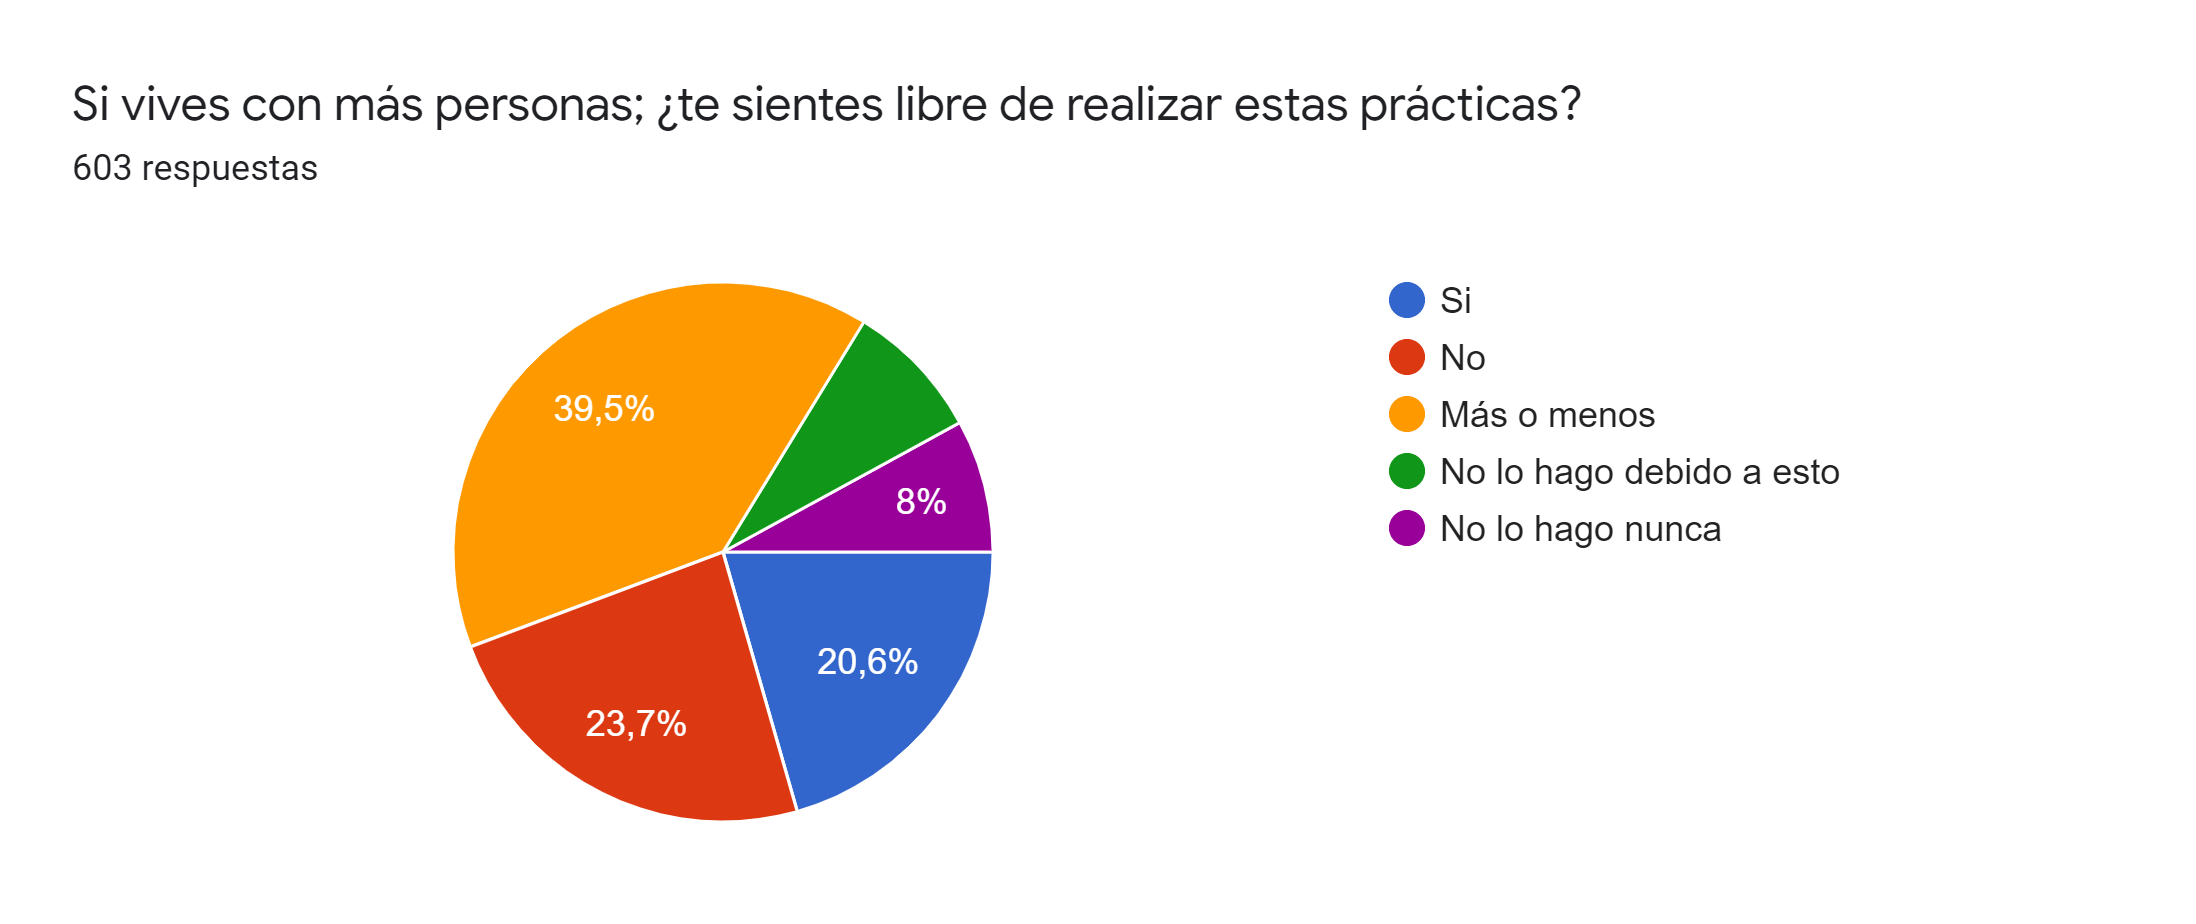 Si vives con más personas; ¿te sientes libre de realizar estas prácticas?
603 respuestas
39,5%
8%
20,6%
23,7%
Si
No
Más o menos
No lo hago debido a esto
No lo hago nunca